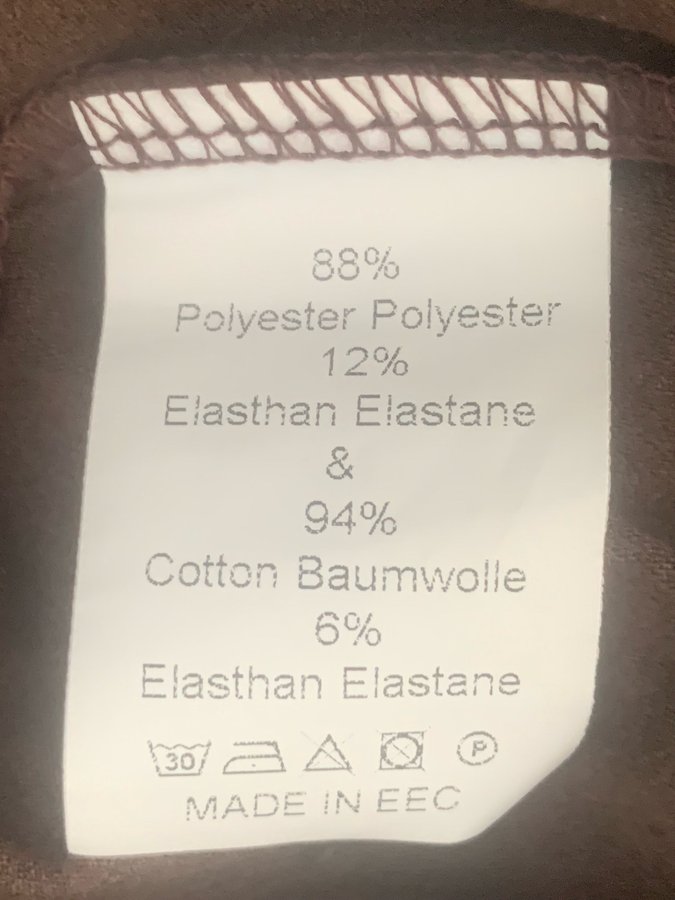 88%
Polyester Polyester
12%
Elasthan Elastane
&
94%
Cotton Baumwolle
6%
Elasthan Elastane
30 P
MADE IN EEC